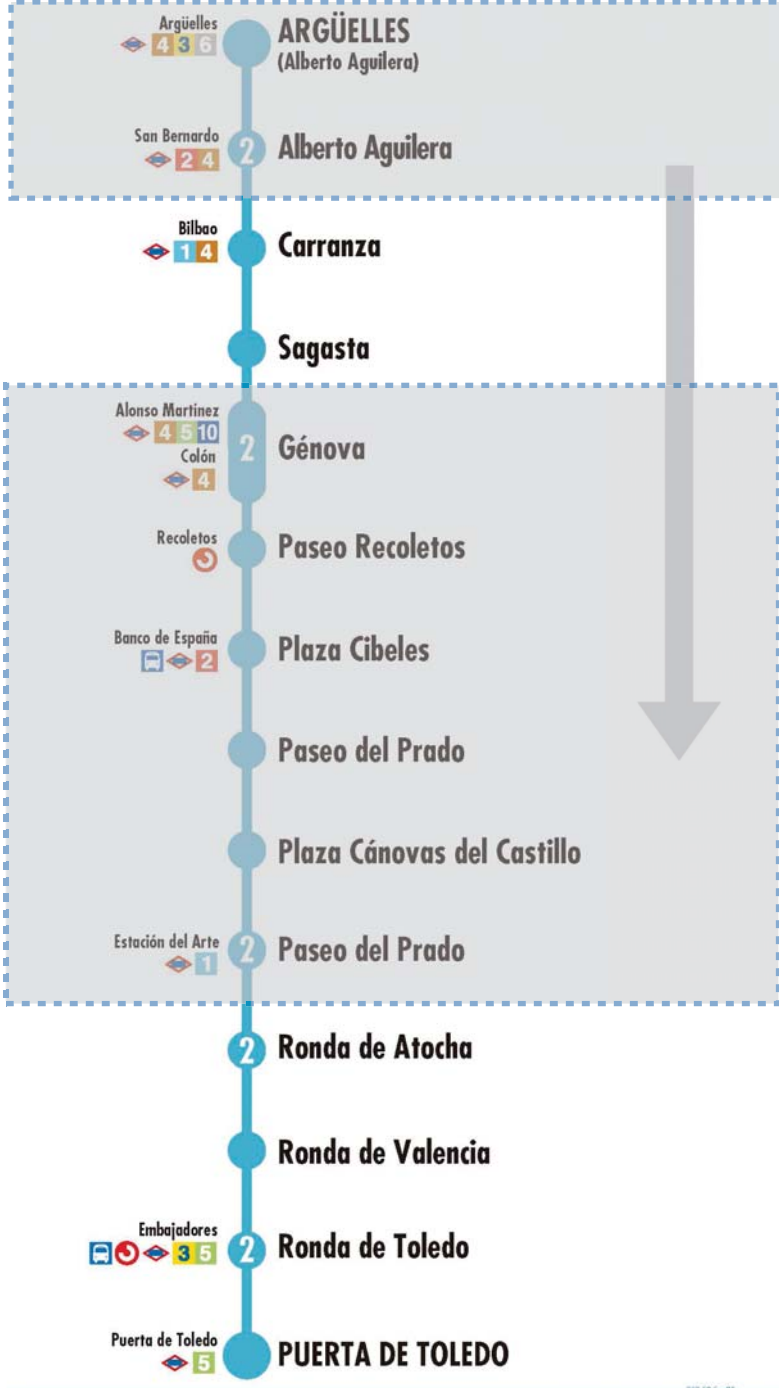 Argüelles
4 3 6
ARGÜELLES
(Alberto Aguilera)
San Bernardo
2 4
2
Alberto Aguilera
Bilbao
1 4
Carranza
Sagasta
Alonso Martinez
4 5 10
Colón
4
2
Génova
Recoletos
Paseo Recoletos
Banco de España
2
Plaza Cibeles
Paseo del Prado
Plaza Cánovas del Castillo
Estación del Arte
1
2
Paseo del Prado
2
Ronda de Atocha
Ronda de Valencia
Embajadores
3 5
2
Ronda de Toledo
Puerta de Toledo
5
PUERTA DE TOLEDO